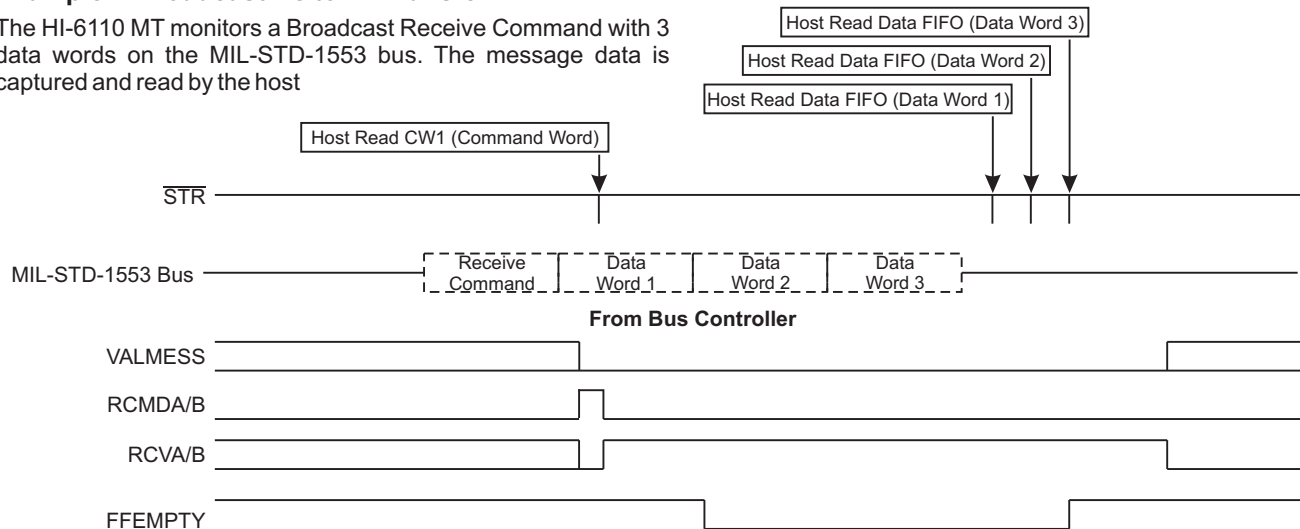 The HI-6110 MT monitors a Broadcast Receive Command with 3
data words on the MIL-STD-1553 bus. The message data is
captured and read by the host
Host Read Data FIFO (Data Word 3)
Host Read Data FIFO (Data Word 2)
Host Read Data FIFO (Data Word 1)
Host Read CW1 (Command Word)
STR
MIL-STD-1553 Bus
Receive
Command
Data
Word 1
Data
Word 2
Data
Word 3
From Bus Controller
VALMESS
RCMDA/B
RCVA/B
FFEMPTY